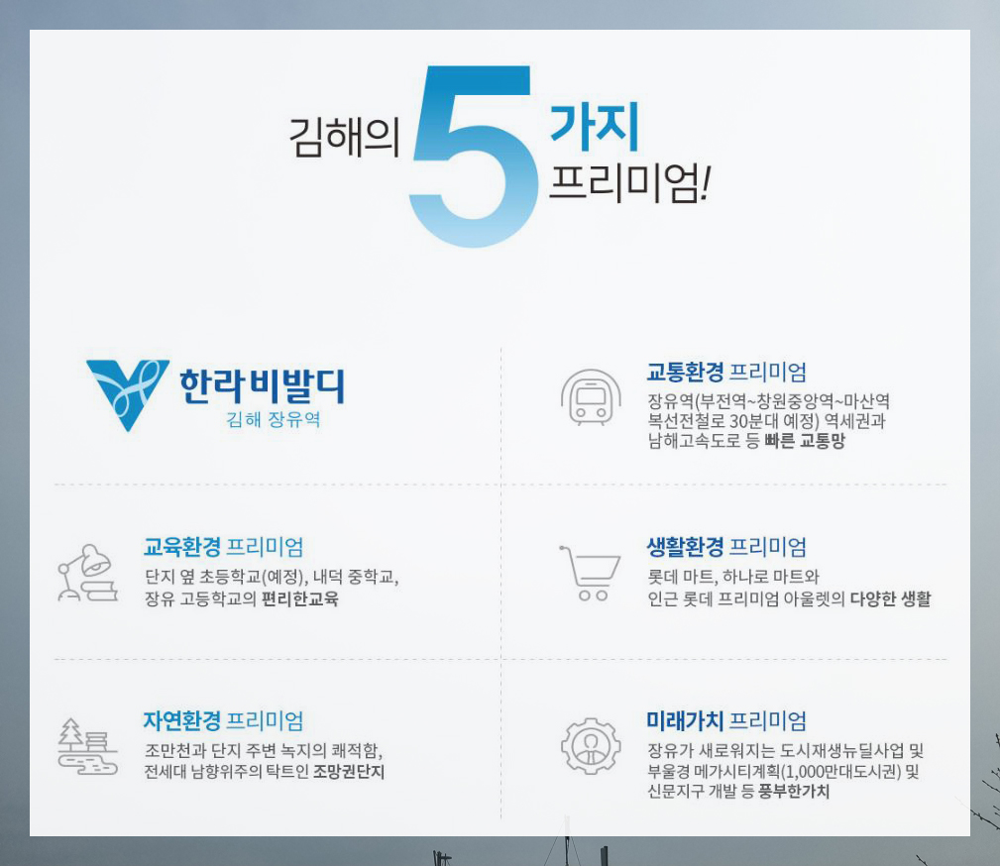 김해의 5 가지
프리미엄!
한라비발디
김해 장유역
교통환경 프리미엄
장유역(부전역~창원중앙역~마산역
복선전철로 30분대 예정) 역세권과
남해고속도로 등 빠른 교통망
교육환경 프리미엄
단지 옆 초등학교(예정), 내덕 중학교,
장유 고등학교의 편리한교육
생활환경 프리미엄
롯데 마트, 하나로 마트와
인근 롯데 프리미엄 아울렛의 다양한 생활
자연환경 프리미엄
조만천과 단지 주변 녹지의 쾌적함,
전세대 남향위주의 탁트인 조망권단지
미래가치 프리미엄
장유가 새로워지는 도시재생뉴딜사업 및
부울경 메가시티계획(1,000만대도시권) 및
신문지구 개발 등 풍부한가치